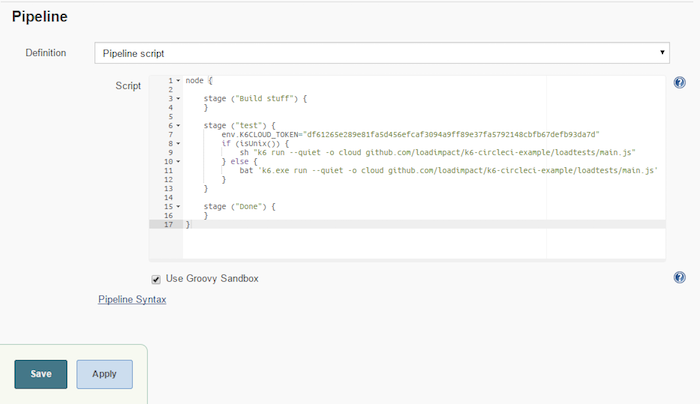 Pipeline
Definition
Pipeline script
Script
1 node {
2
3 stage ("Build stuff") {
4 }
5
6 stage ("test") {
7 env.K6CLOUD_TOKEN="df61265e289e81fa5d456efcaf3094a9ff89e37fa5792148cbfb67defb93da7d"
8 if (isUnix()) {
9 sh "k6 run --quiet -o cloud github.com/loadimpact/k6-circleci-example/loadtests/main.js"
10 } else {
11 bat 'k6.exe run --quiet -o cloud github.com/loadimpact/k6-circleci-example/loadtests/main.js'
12 }
13 }
14
15 stage ("Done") {
16 }
17 }
Use Groovy Sandbox
Pipeline Syntax
Save
Apply